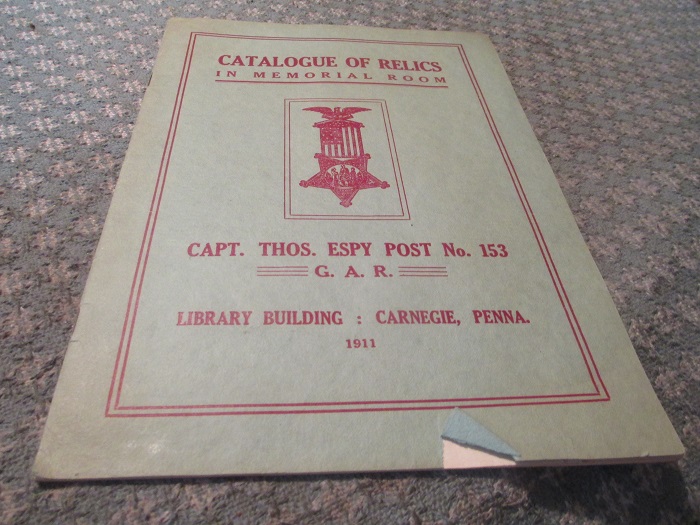 CATALOGUE OF RELICS
IN MEMORIAL ROOM
CAPT. THOS. ESPY POST No. 153
G. A. R.
LIBRARY BUILDING : CARNEGIE, PENNA.
1911